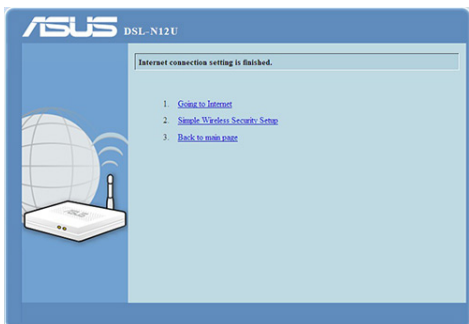 ASUS DSL-N12U
Internet connection setting is finished.
1. Going to Internet
2. Simple Wireless Security Setup
3. Back to main page
ASUS